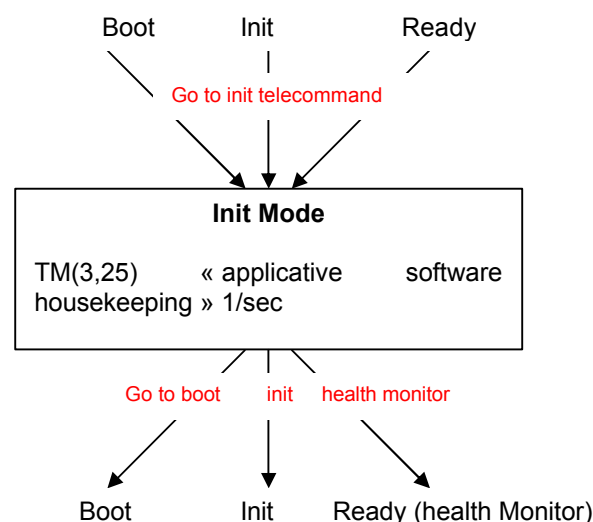 Boot Init Ready
Go to init telecommand
Init Mode
TM(3,25) « applicative software
housekeeping » 1/sec
Go to boot init health monitor
Boot Init Ready (health Monitor)